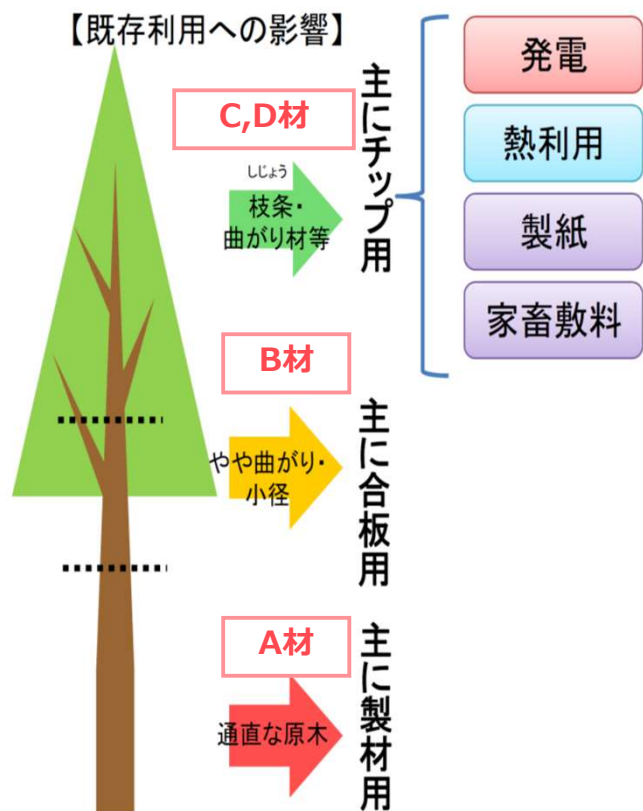 【既存利用への影響】
C,D材
しじょう
枝条・
曲がり材等
主にチップ用
発電
熱利用
製紙
家畜敷料
B材
やや曲がり・
小径
主に合板用
A材
通直な原木
主に製材用